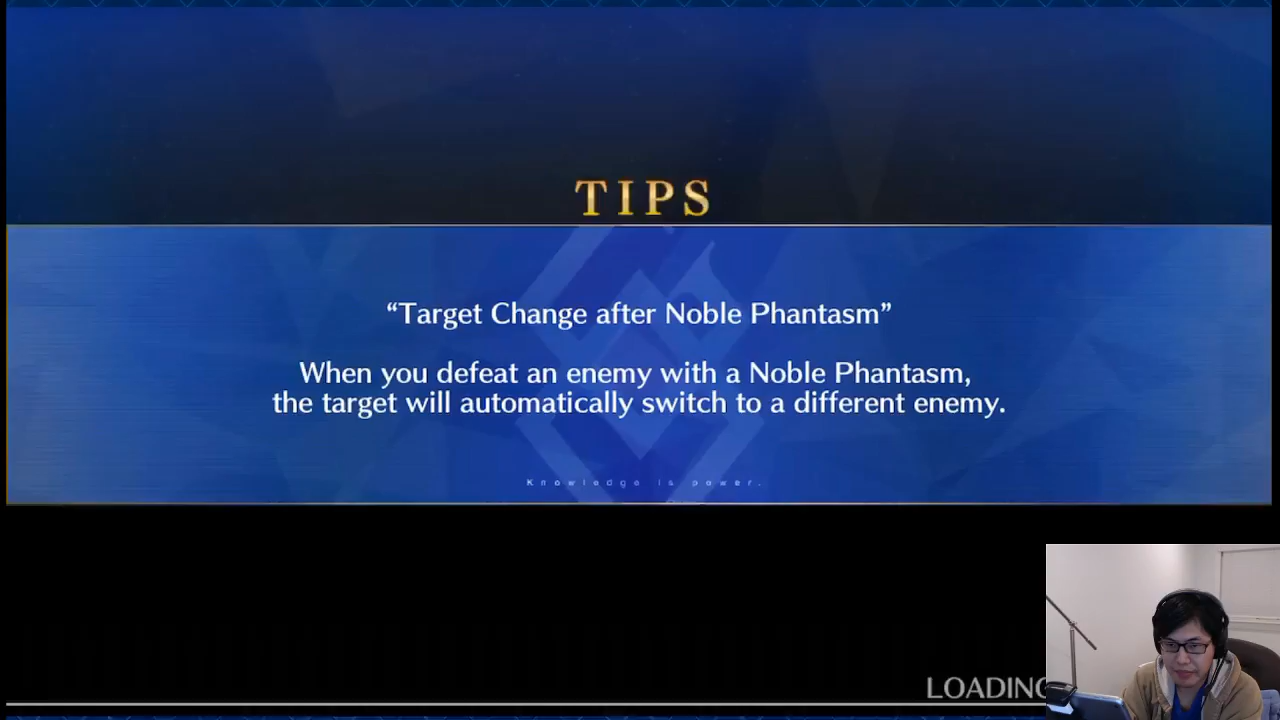 TIPS
“Target Change after Noble Phantasm”
When you defeat an enemy with a Noble Phantasm,
the target will automatically switch to a different enemy.
Knowledge is power.
LOADING